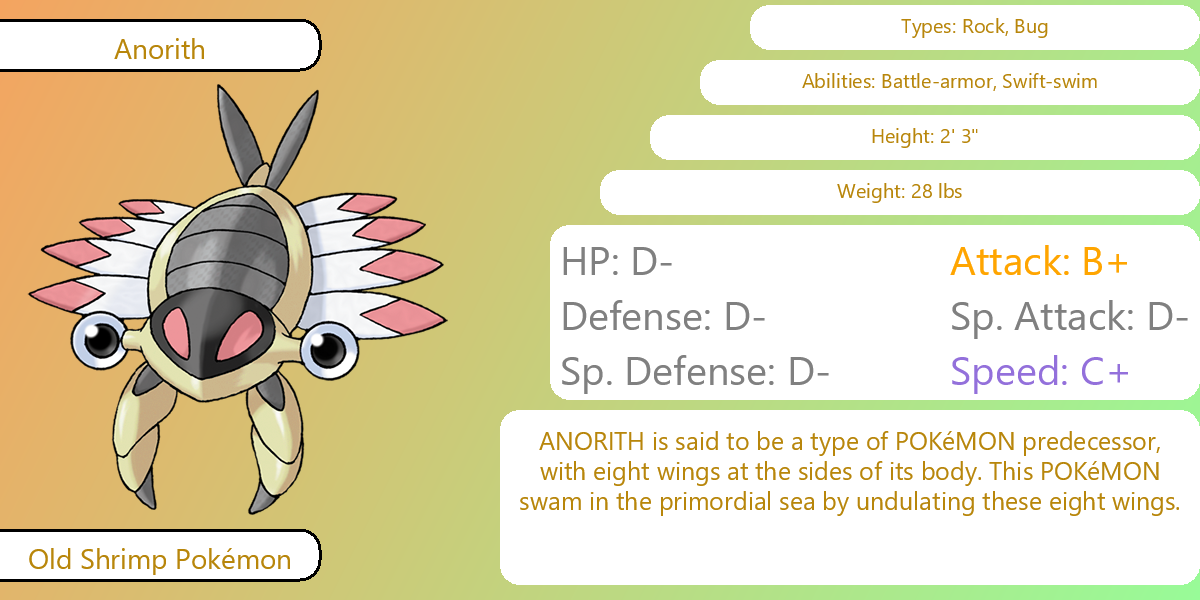 Anorith
Types: Rock, Bug
Abilities: Battle-armor, Swift-swim
Height: 2' 3"
Weight: 28 lbs
HP: D-
Attack: B+
Defense: D-
Sp. Attack: D-
Sp. Defense: D-
Speed: C+
ANORITH is said to be a type of POKéMON predecessor,
with eight wings at the sides of its body. This POKéMON
swam in the primordial sea by undulating these eight wings.
Old Shrimp Pokémon